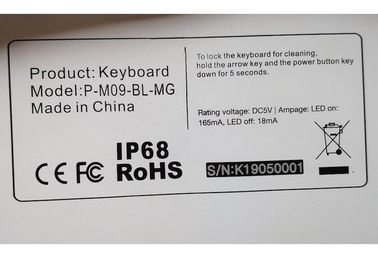 Product: Keyboard
Model:P-M09-BL-MG
Made in China
To lock the keyboard for cleaning,
hold the arrow key and the power button key
down for 5 seconds.
Rating voltage: DC5V | Ampage: LED on:
165mA, LED off: 18mA
CE FC IP68
RoHS
S/N:K19050001